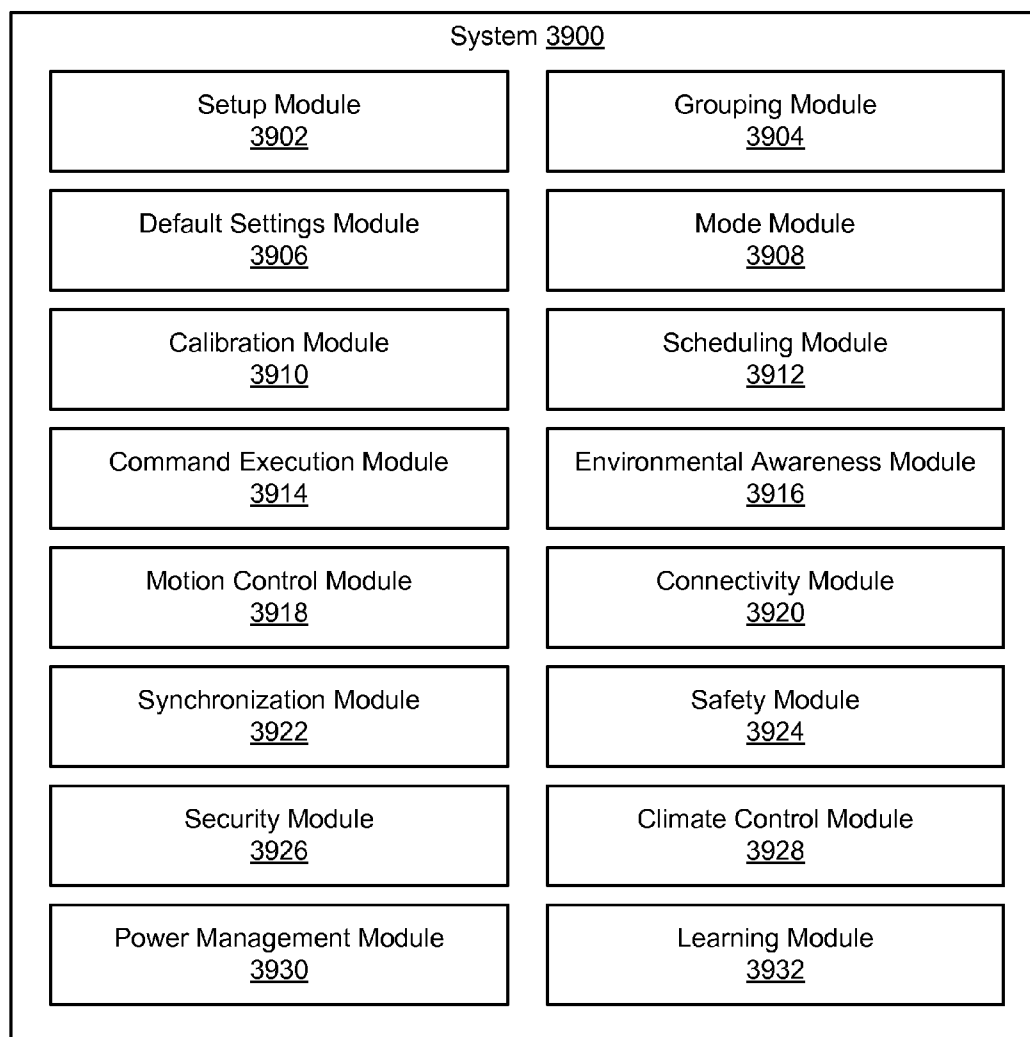 System 3900
Setup Module
3902
Grouping Module
3904
Default Settings Module
3906
Mode Module
3908
Calibration Module
3910
Scheduling Module
3912
Command Execution Module
3914
Environmental Awareness Module
3916
Motion Control Module
3918
Connectivity Module
3920
Synchronization Module
3922
Safety Module
3924
Security Module
3926
Climate Control Module
3928
Power Management Module
3930
Learning Module
3932